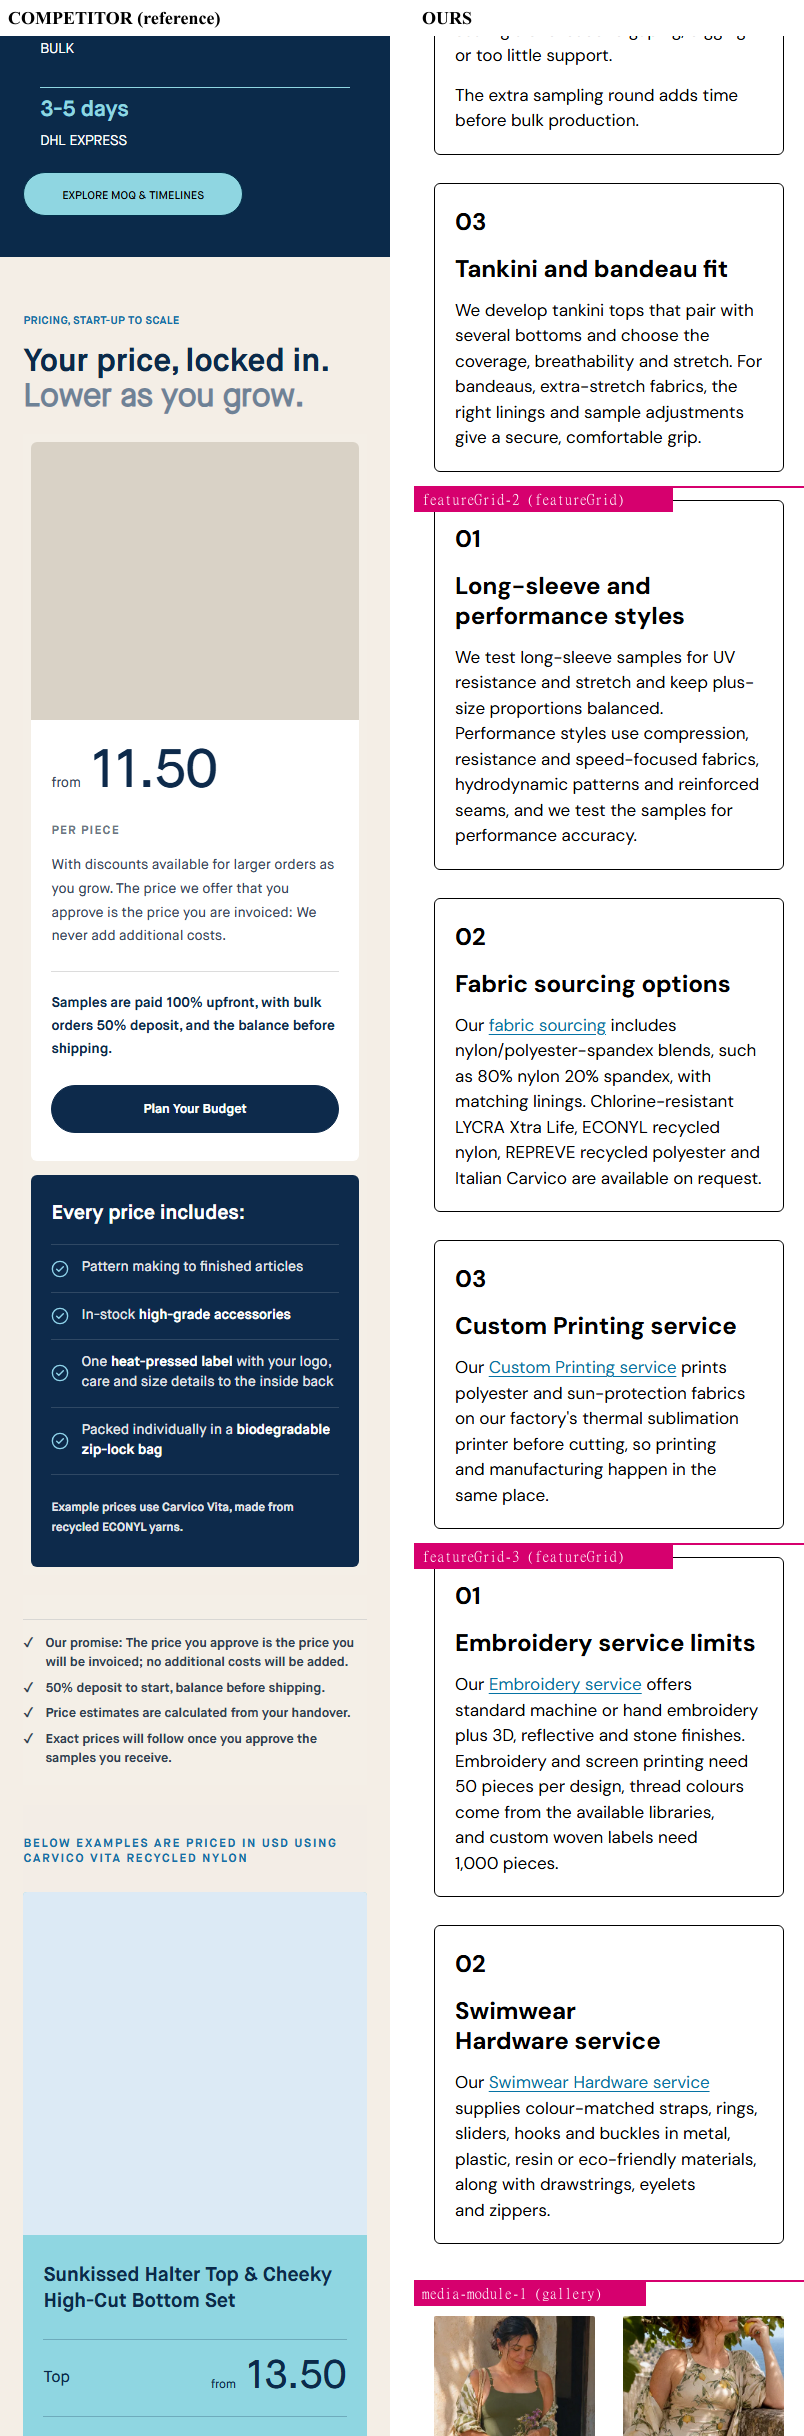 COMPETITOR (reference)
BULK
3-5 days
DHL EXPRESS
EXPLORE MOQ & TIMELINES
PRICING, START-UP TO SCALE
Your price, locked in.
Lower as you grow.
from 11.50
PER PIECE
With discounts available for larger orders as
you grow. The price we offer that you
approve is the price you are invoiced: We
never add additional costs.
Samples are paid 100% upfront, with bulk
orders 50% deposit, and the balance before
shipping.
Plan Your Budget
Every price includes:
Pattern making to finished articles
In-stock high-grade accessories
One heat-pressed label with your logo,
care and size details to the inside back
Packed individually in a biodegradable
zip-lock bag
Example prices use Carvico Vita, made from
recycled ECONYL yarns.
✓ Our promise: The price you approve is the price you
will be invoiced; no additional costs will be added.
✓ 50% deposit to start, balance before shipping.
✓ Price estimates are calculated from your handover.
✓ Exact prices will follow once you approve the
samples you receive.
BELOW EXAMPLES ARE PRICED IN USD USING
CARVICO VITA RECYCLED NYLON
Sunkissed Halter Top & Cheeky
High-Cut Bottom Set
Top from 13.50
OURS
or too little support.
The extra sampling round adds time
before bulk production.
03
Tankini and bandeau fit
We develop tankini tops that pair with
several bottoms and choose the
coverage, breathability and stretch. For
bandeaus, extra-stretch fabrics, the
right linings and sample adjustments
give a secure, comfortable grip.
featureGrid-2 (featureGrid)
01
Long-sleeve and
performance styles
We test long-sleeve samples for UV
resistance and stretch and keep plus-
size proportions balanced.
Performance styles use compression,
resistance and speed-focused fabrics,
hydrodynamic patterns and reinforced
seams, and we test the samples for
performance accuracy.
02
Fabric sourcing options
Our fabric sourcing includes
nylon/polyester-spandex blends, such
as 80% nylon 20% spandex, with
matching linings. Chlorine-resistant
LYCRA Xtra Life, ECONYL recycled
nylon, REPREVE recycled polyester and
Italian Carvico are available on request.
03
Custom Printing service
Our Custom Printing service prints
polyester and sun-protection fabrics
on our factory's thermal sublimation
printer before cutting, so printing
and manufacturing happen in the
same place.
featureGrid-3 (featureGrid)
01
Embroidery service limits
Our Embroidery service offers
standard machine or hand embroidery
plus 3D, reflective and stone finishes.
Embroidery and screen printing need
50 pieces per design, thread colours
come from the available libraries,
and custom woven labels need
1,000 pieces.
02
Swimwear
Hardware service
Our Swimwear Hardware service
supplies colour-matched straps, rings,
sliders, hooks and buckles in metal,
plastic, resin or eco-friendly materials,
along with drawstrings, eyelets
and zippers.
media-module-1 (gallery)